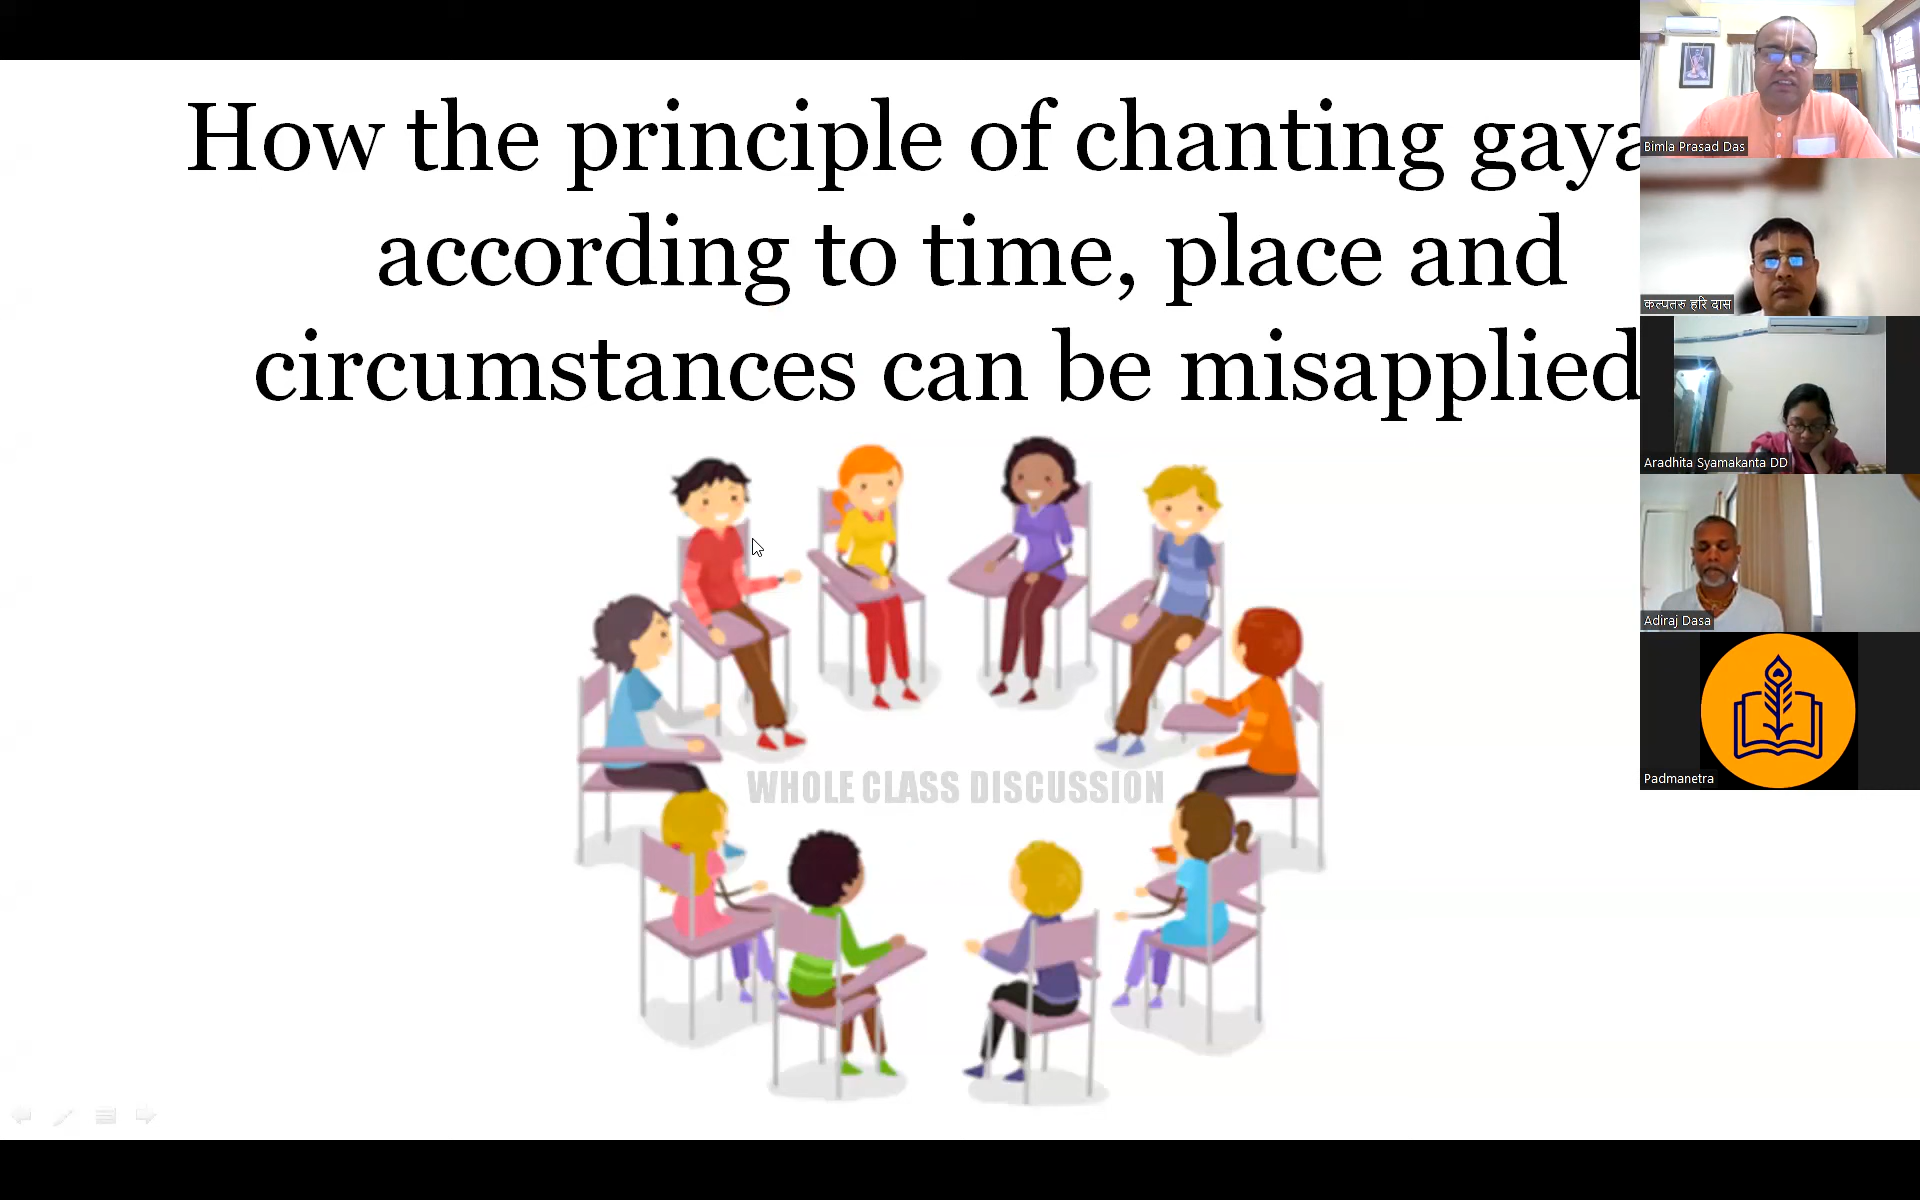 How the principle of chanting gaya
according to time, place and
circumstances can be misapplied
WHOLE CLASS DISCUSSION
Bimla Prasad Das
कल्पतरु हरि दास
Aradhita Syamakanta DD
Adiraj Dasa
Padmanetra